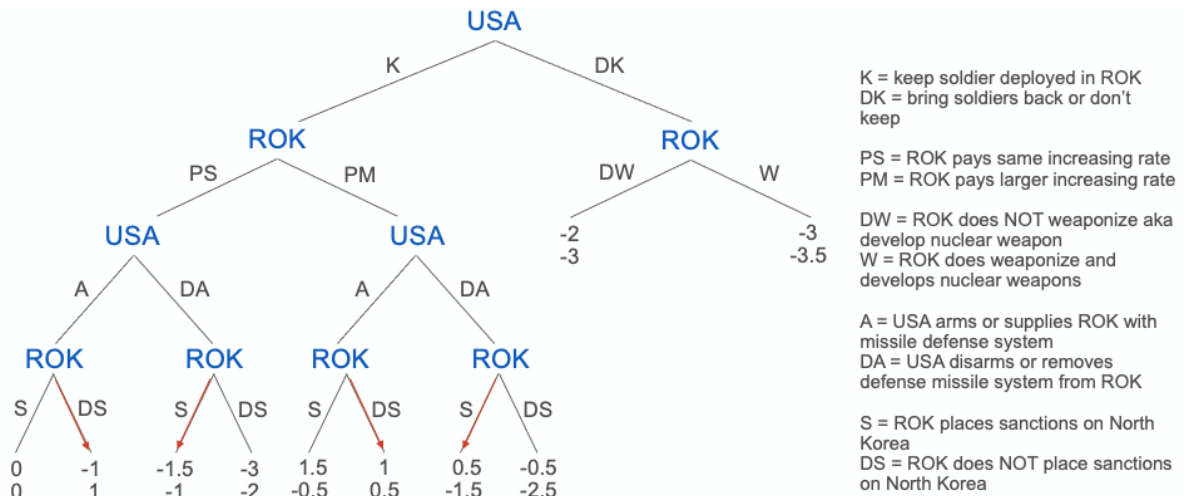 USA
K
DK
K = keep soldier deployed in ROK
DK = bring soldiers back or don't
keep
ROK
ROK
PS
PM
DW
W
PS = ROK pays same increasing rate
PM = ROK pays larger increasing rate
USA
USA
-2
-3
-3
-3.5
DW = ROK does NOT weaponize aka
develop nuclear weapon
W = ROK does weaponize and
develops nuclear weapons
A
DA
A
DA
A = USA arms or supplies ROK with
missile defense system
DA = USA disarms or removes
defense missile system from ROK
ROK
ROK
ROK
ROK
S
DS
S
DS
S
DS
S
DS
S = ROK places sanctions on North
Korea
DS = ROK does NOT place sanctions
on North Korea
0 -1 -1.5 -3 1.5 1 0.5 -0.5
0 1 -1 -2 -0.5 0.5 -1.5 -2.5